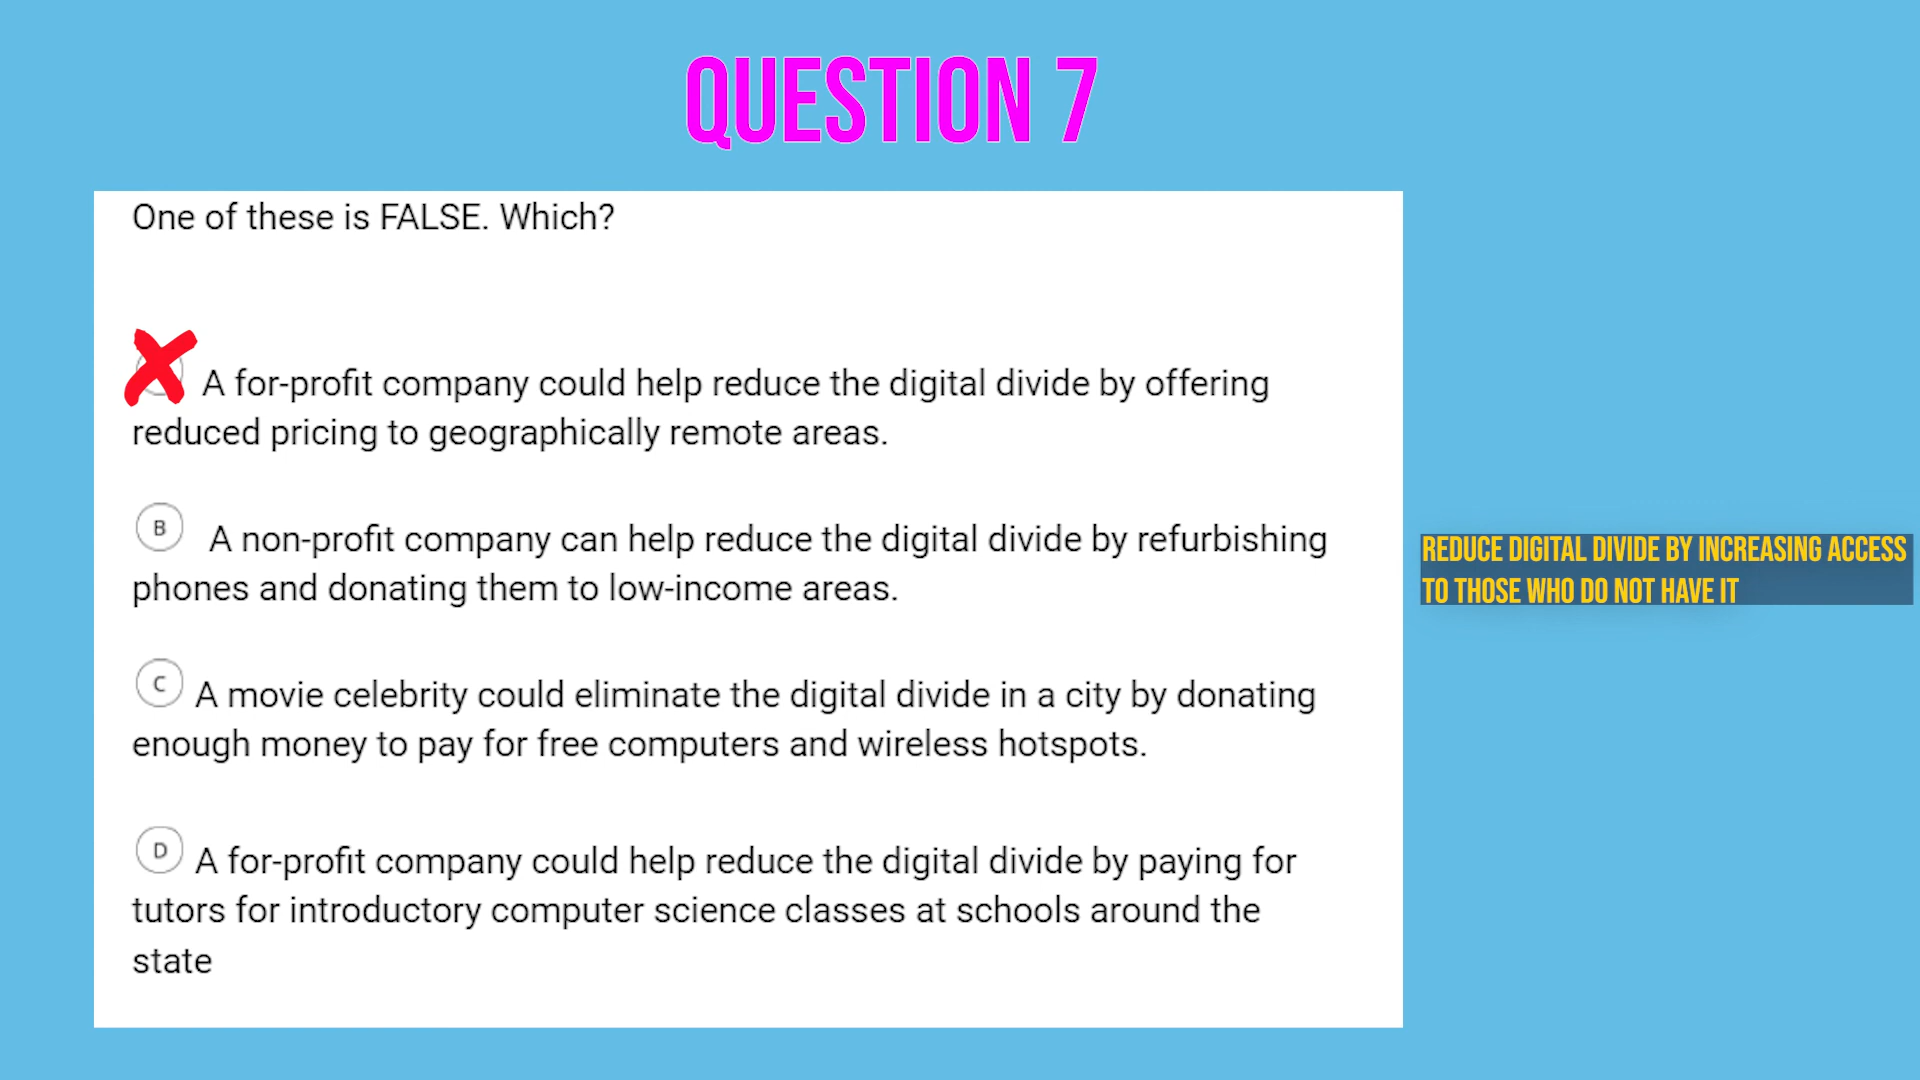 QUESTION 7
One of these is FALSE. Which?
A for-profit company could help reduce the digital divide by offering
reduced pricing to geographically remote areas.
B A non-profit company can help reduce the digital divide by refurbishing
phones and donating them to low-income areas.
REDUCE DIGITAL DIVIDE BY INCREASING ACCESS
TO THOSE WHO DO NOT HAVE IT
C A movie celebrity could eliminate the digital divide in a city by donating
enough money to pay for free computers and wireless hotspots.
D A for-profit company could help reduce the digital divide by paying for
tutors for introductory computer science classes at schools around the
state